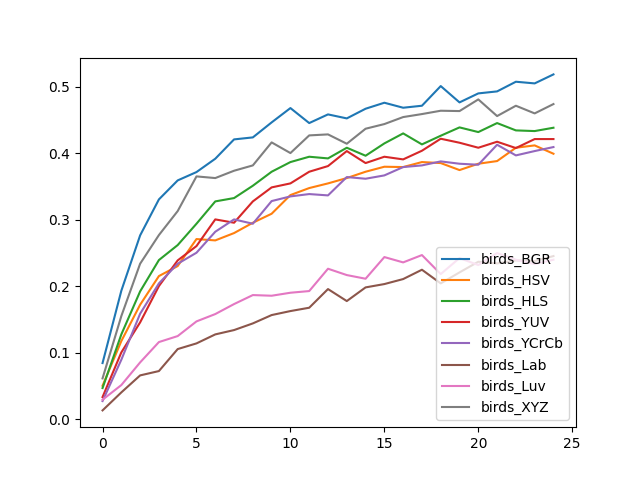 0.5
0.4
0.3
0.2
0.1
0.0
0 5 10 15 20 25
birds_BGR
birds_HSV
birds_HLS
birds_YUV
birds_YCrCb
birds_Lab
birds_Luv
birds_XYZ